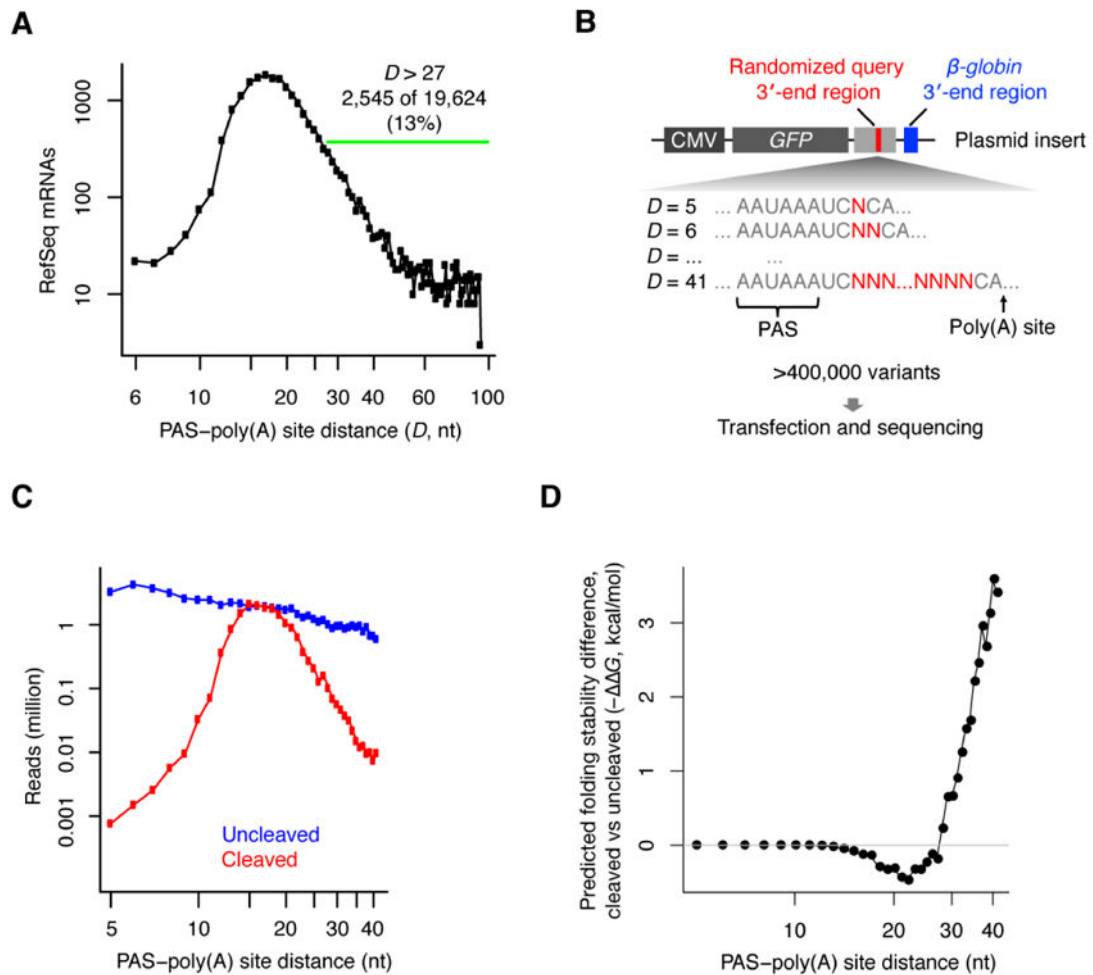 A
D > 27
2,545 of 19,624
(13%)
RefSeq mRNAs
1000
100
10
6
10
20
30
40
60
100
PAS−poly(A) site distance (D, nt)
B
Randomized query
3′-end region
β-globin
3′-end region
CMV
GFP
Plasmid insert
D = 5 ... AAUAAAUCNCA...
D = 6 ... AAUAAAUCNNCA...
D = ... ...
D = 41 ... AAUAAAUCNNN...NNNNCA...
PAS
Poly(A) site
>400,000 variants
Transfection and sequencing
C
Reads (million)
1
0.1
0.01
0.001
Uncleaved
Cleaved
5
10
20
30
40
PAS−poly(A) site distance (nt)
D
Predicted folding stability difference,
cleaved vs uncleaved (−ΔΔG, kcal/mol)
3
2
1
0
10
20
30
40
PAS−poly(A) site distance (nt)